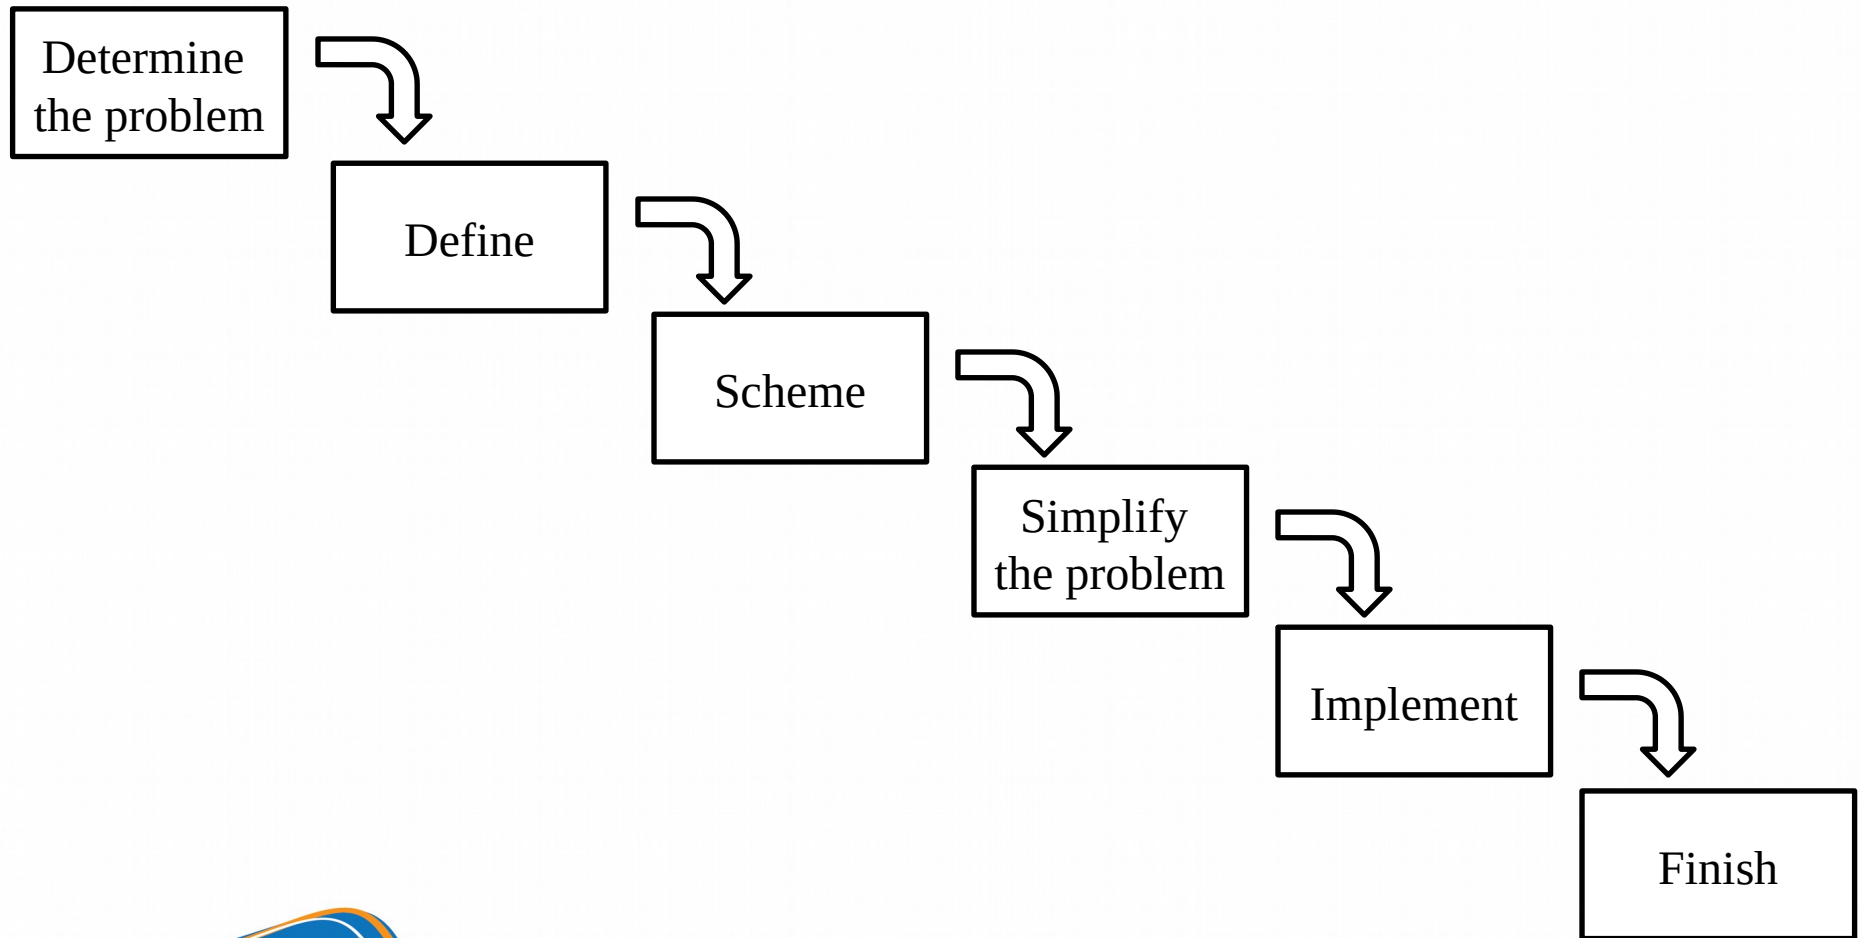 Determine
the problem
Define
Scheme
Simplify
the problem
Implement
Finish